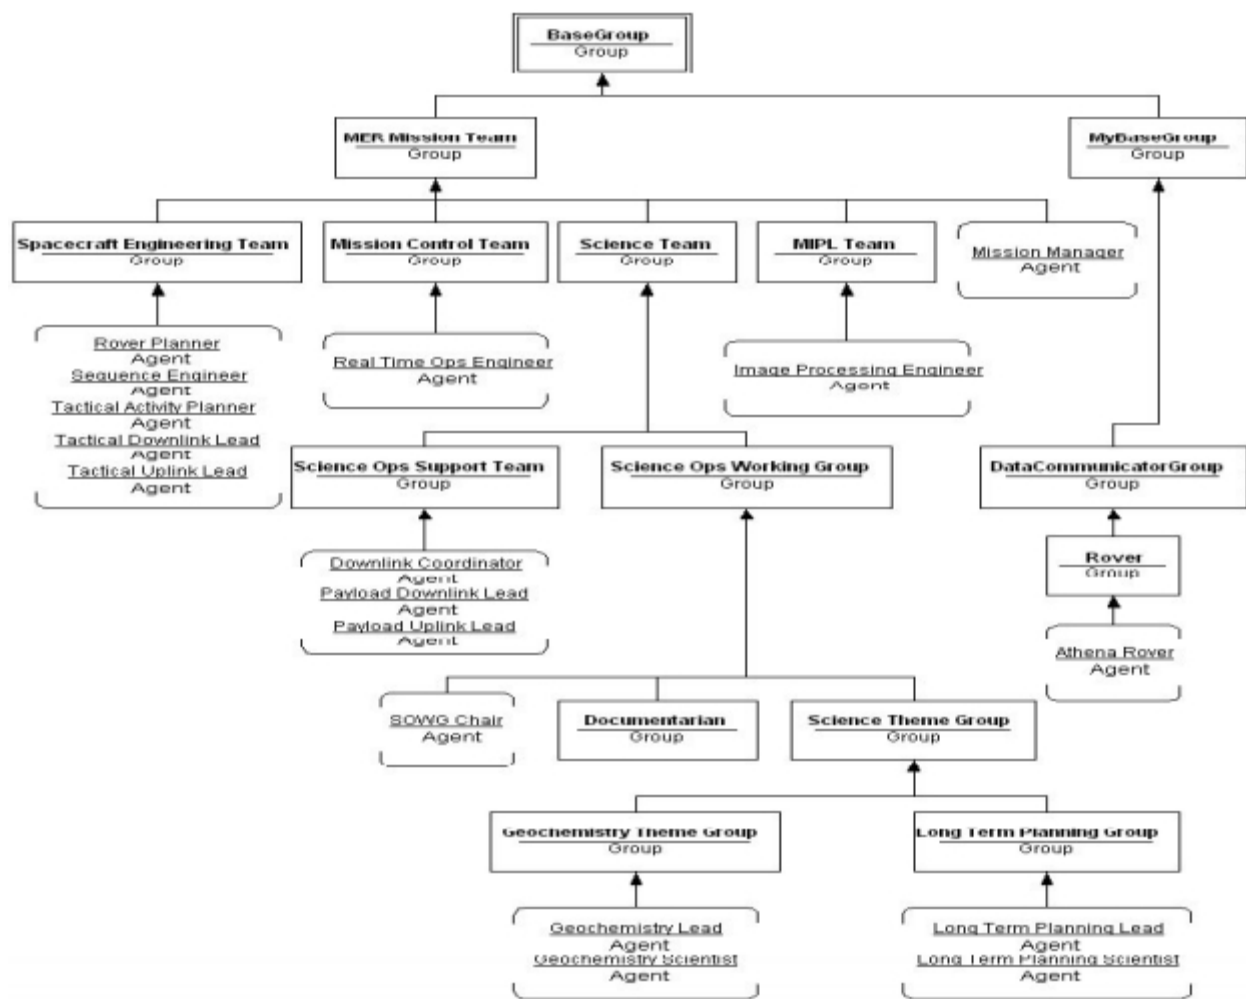 BaseGroup
Group
MER Mission Team
Group
MyBaseGroup
Group
Spacecraft Engineering Team
Group
Mission Control Team
Group
Science Team
Group
MIPL Team
Group
Mission Manager
Agent
Rover Planner
Agent
Sequence Engineer
Agent
Tactical Activity Planner
Agent
Tactical Downlink Lead
Agent
Tactical Uplink Lead
Agent
Real Time Ops Engineer
Agent
Image Processing Engineer
Agent
Science Ops Support Team
Group
Science Ops Working Group
Group
DataCommunicatorGroup
Group
Downlink Coordinator
Agent
Payload Downlink Lead
Agent
Payload Uplink Lead
Agent
Rover
Group
Athena Rover
Agent
SOWG Chair
Agent
Documentarian
Group
Science Theme Group
Group
Geochemistry Theme Group
Group
Long Term Planning Group
Group
Geochemistry Lead
Agent
Geochemistry Scientist
Agent
Long Term Planning Lead
Agent
Long Term Planning Scientist
Agent